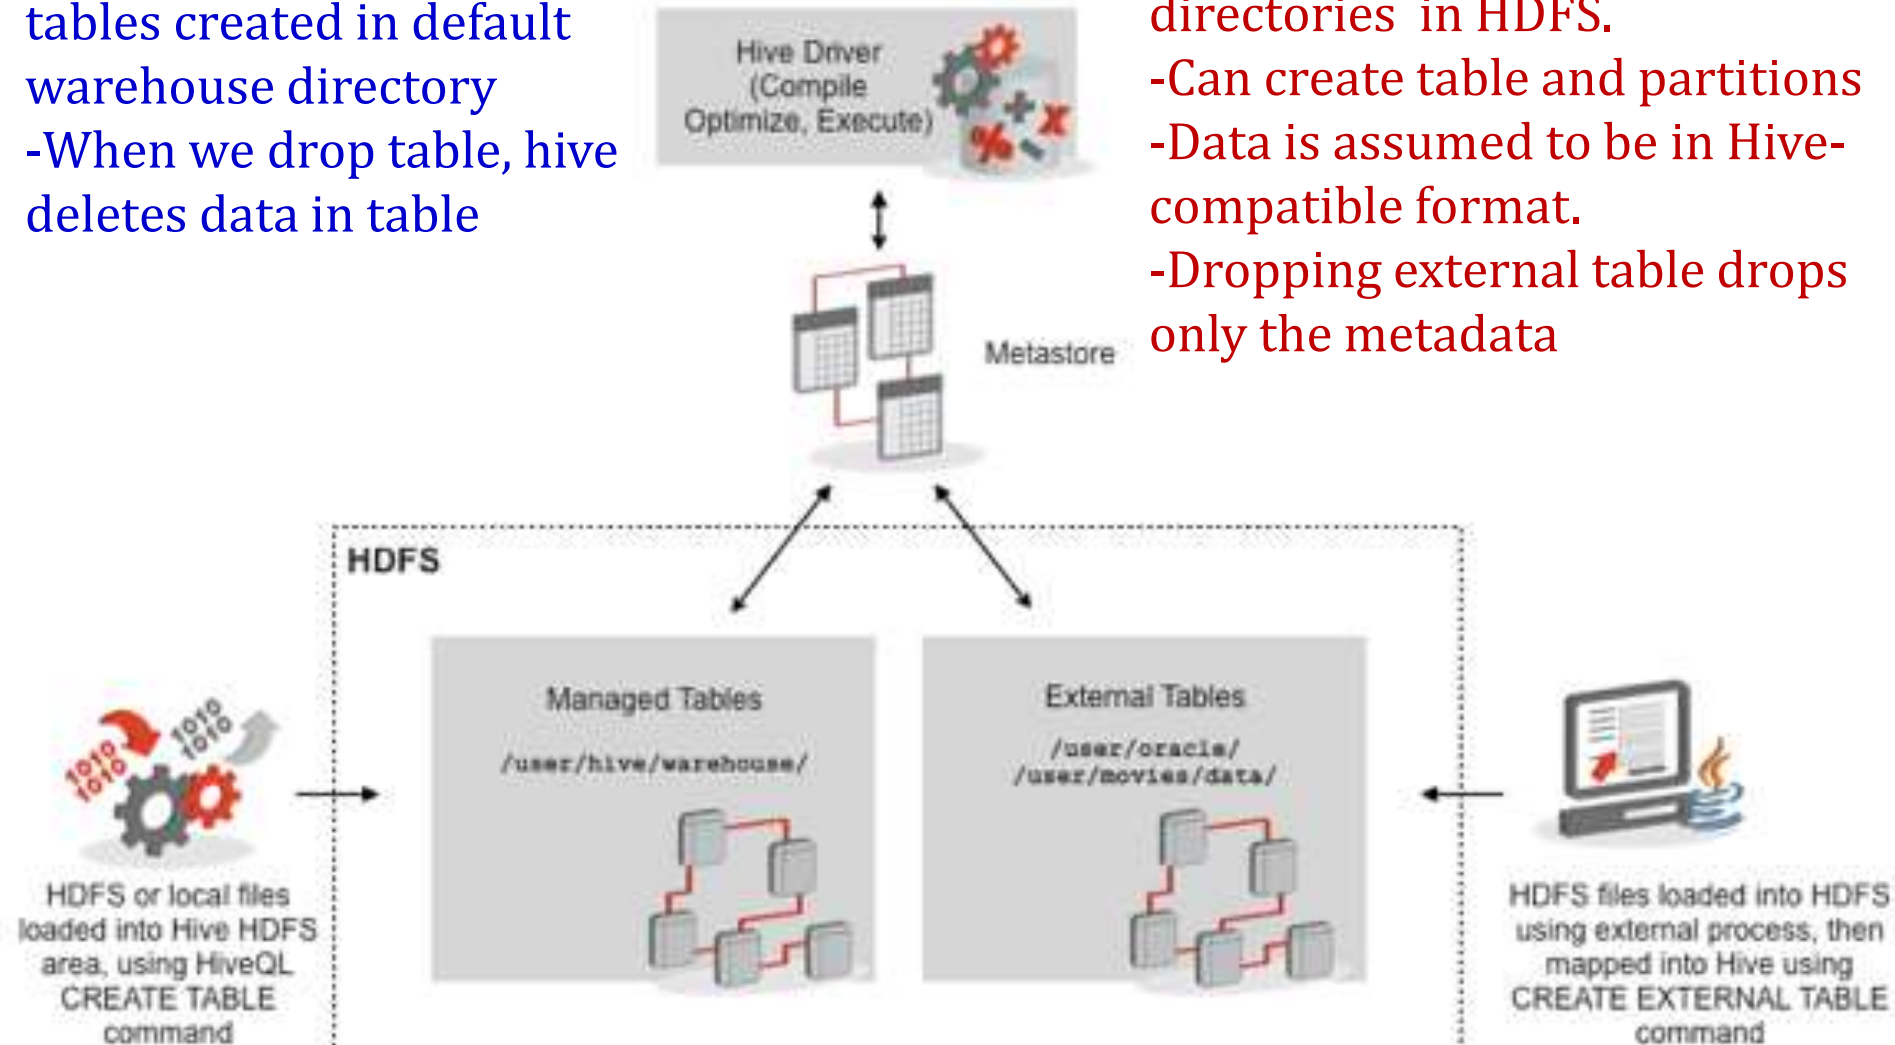 tables created in default
warehouse directory
-When we drop table, hive
deletes data in table
Hive Driver
(Compile
Optimize, Execute)
directories in HDFS.
-Can create table and partitions
-Data is assumed to be in Hive-
compatible format.
-Dropping external table drops
only the metadata
Metastore
HDFS
Managed Tables
/user/hive/warehouse/
External Tables
/user/oracle/
/user/movies/data/
1010
1010
1010
1010
HDFS or local files
loaded into Hive HDFS
area, using HiveQL
CREATE TABLE
command
HDFS files loaded into HDFS
using external process, then
mapped into Hive using
CREATE EXTERNAL TABLE
command